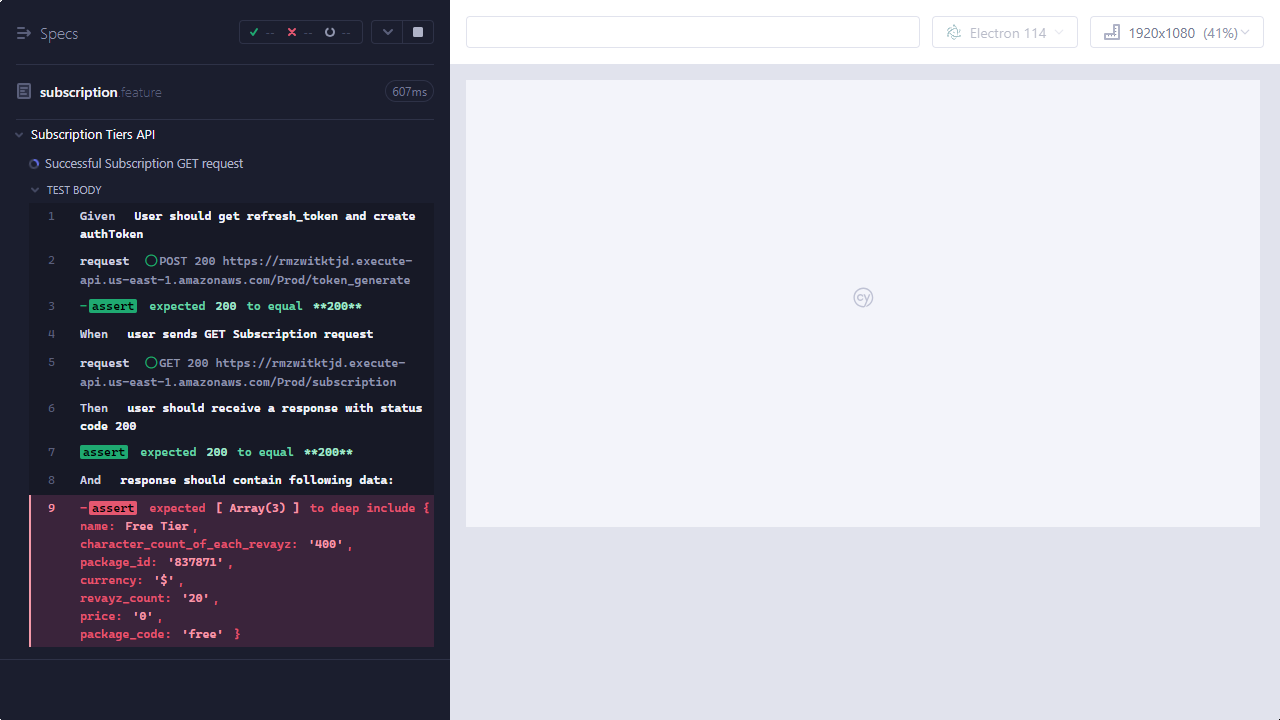 Specs
--
--
--
Electron 114
1920x1080 (41%)
subscription.feature
607ms
Subscription Tiers API
Successful Subscription GET request
TEST BODY
1 Given User should get refresh_token and create
authToken
2 request POST 200 https://rmzwitktjd.execute-
api.us-east-1.amazonaws.com/Prod/token_generate
3 -assert expected 200 to equal **200**
4 When user sends GET Subscription request
5 request GET 200 https://rmzwitktjd.execute-
api.us-east-1.amazonaws.com/Prod/subscription
6 Then user should receive a response with status
code 200
7 assert expected 200 to equal **200**
8 And response should contain following data:
9 -assert expected [ Array(3) ] to deep include {
name: Free Tier,
character_count_of_each_revayz: '400',
package_id: '837871',
currency: '$',
revayz_count: '20',
price: '0',
package_code: 'free' }
cy